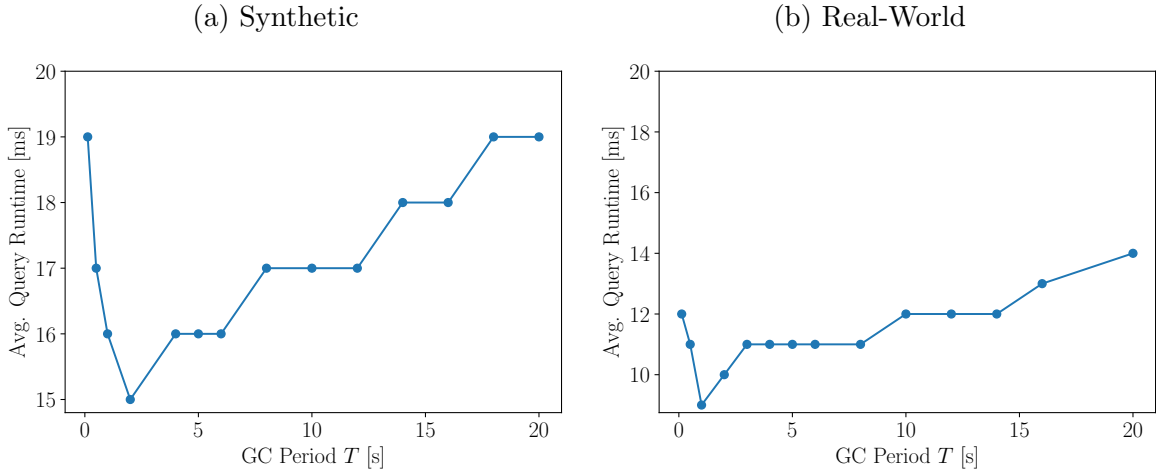 (a) Synthetic
20
19
18
17
16
15
Avg. Query Runtime [ms]
0 5 10 15 20
GC Period T [s]
(b) Real-World
20
18
16
14
12
10
Avg. Query Runtime [ms]
0 5 10 15 20
GC Period T [s]